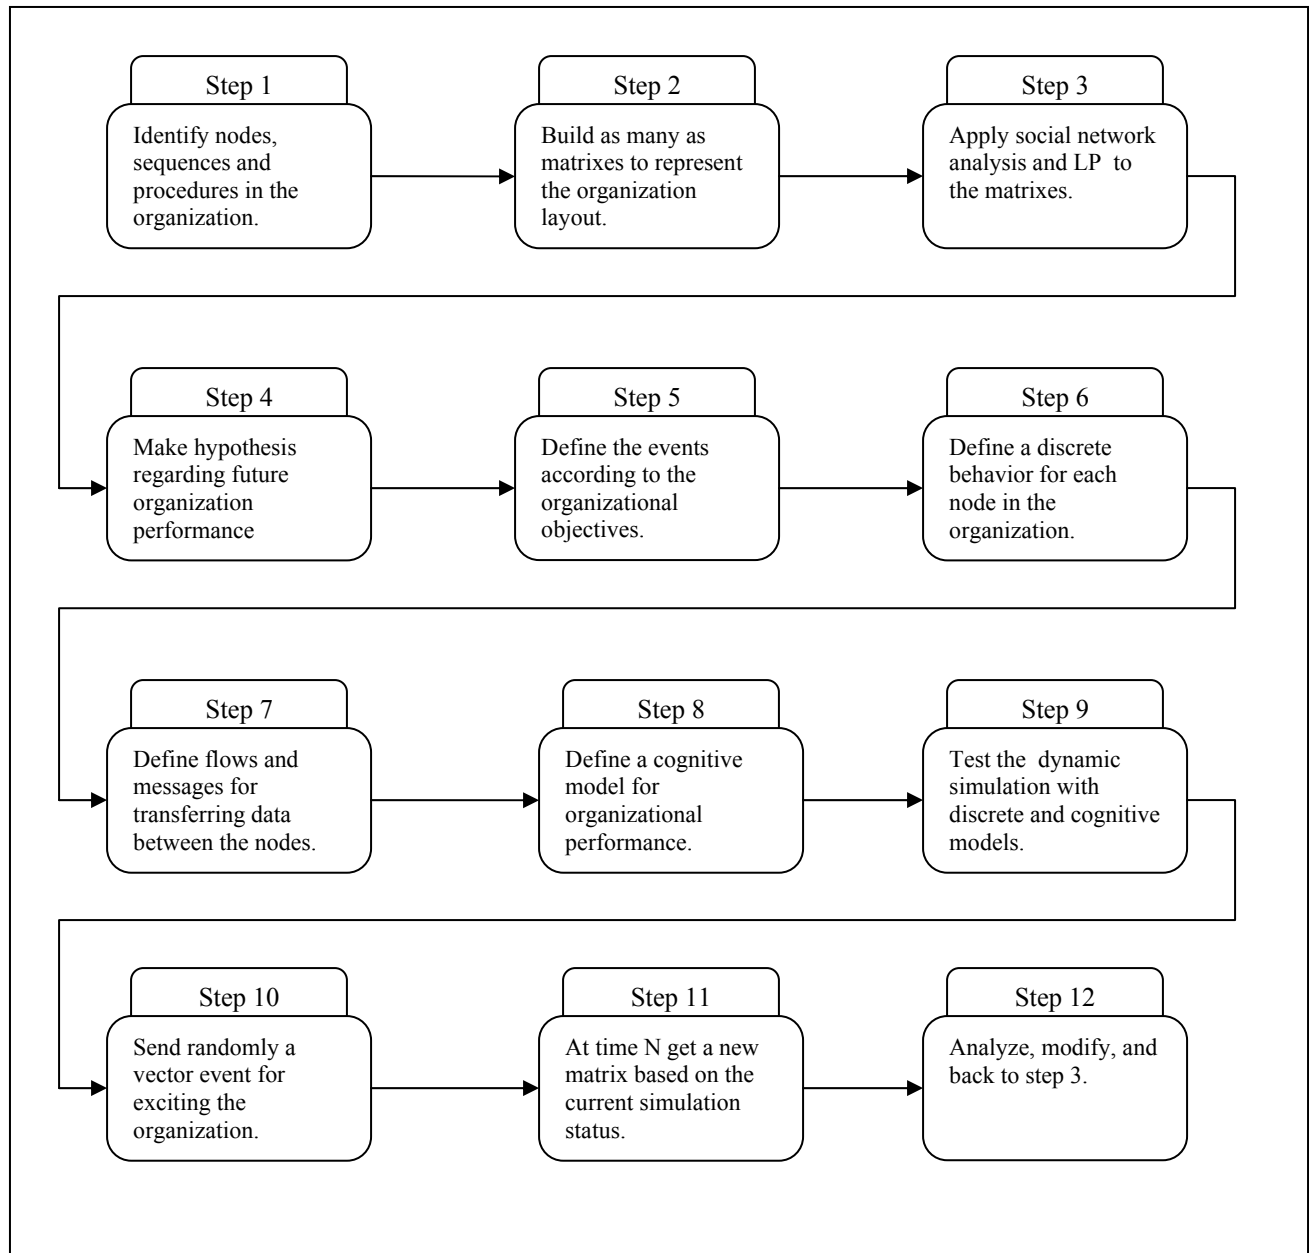 Step 1
Identify nodes,
sequences and
procedures in the
organization.
Step 2
Build as many as
matrixes to represent
the organization
layout.
Step 3
Apply social network
analysis and LP  to
the matrixes.
Step 4
Make hypothesis
regarding future
organization
performance
Step 5
Define the events
according to the
organizational
objectives.
Step 6
Define a discrete
behavior for each
node in the
organization.
Step 7
Define flows and
messages for
transferring data
between the nodes.
Step 8
Define a cognitive
model for
organizational
performance.
Step 9
Test the  dynamic
simulation with
discrete and cognitive
models.
Step 10
Send randomly a
vector event for
exciting the
organization.
Step 11
At time N get a new
matrix based on the
current simulation
status.
Step 12
Analyze, modify, and
back to step 3.